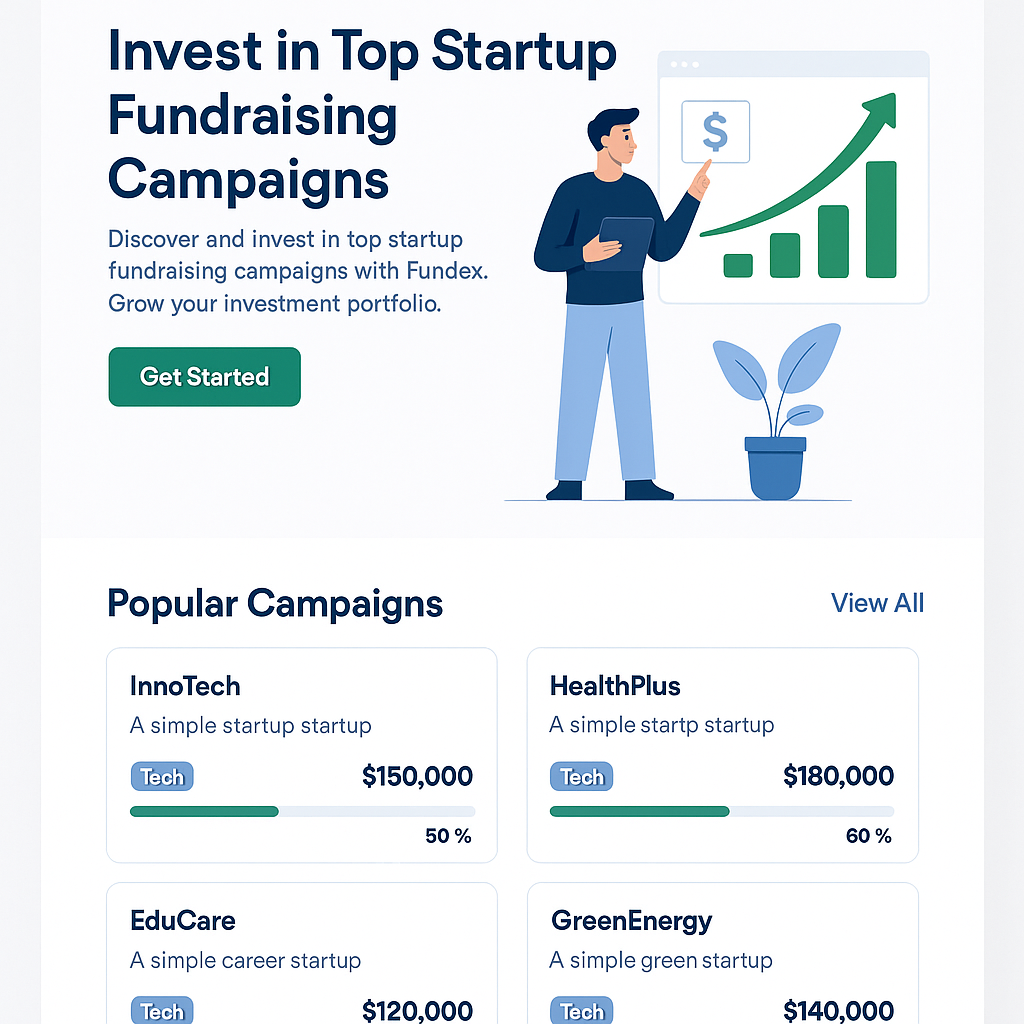 Invest in Top Startup
Fundraising
Campaigns
Discover and invest in top startup
fundraising campaigns with Fundex.
Grow your investment portfolio.
Get Started
$
Popular Campaigns
View All
InnoTech
A simple startup startup
Tech
$150,000
50 %
HealthPlus
A simple startp startup
Tech
$180,000
60 %
EduCare
A simple career startup
Tech
$120,000
GreenEnergy
A simple green startup
Tech
$140,000